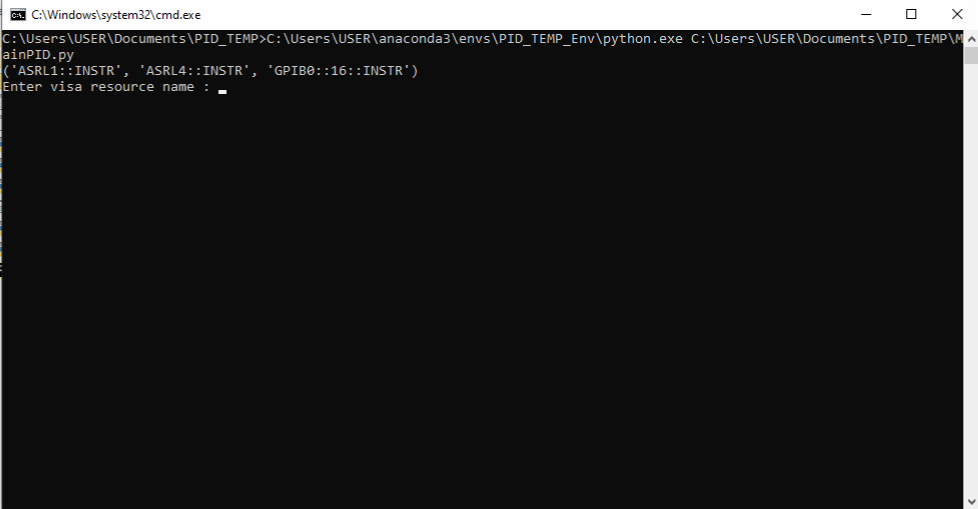 C:\Windows\system32\cmd.exe
C:\Users\USER\Documents\PID_TEMP>C:\Users\USER\anaconda3\envs\PID_TEMP_Env\python.exe C:\Users\USER\Documents\PID_TEMP\M
ainPID.py
('ASRL1::INSTR', 'ASRL4::INSTR', 'GPIB0::16::INSTR')
Enter visa resource name :